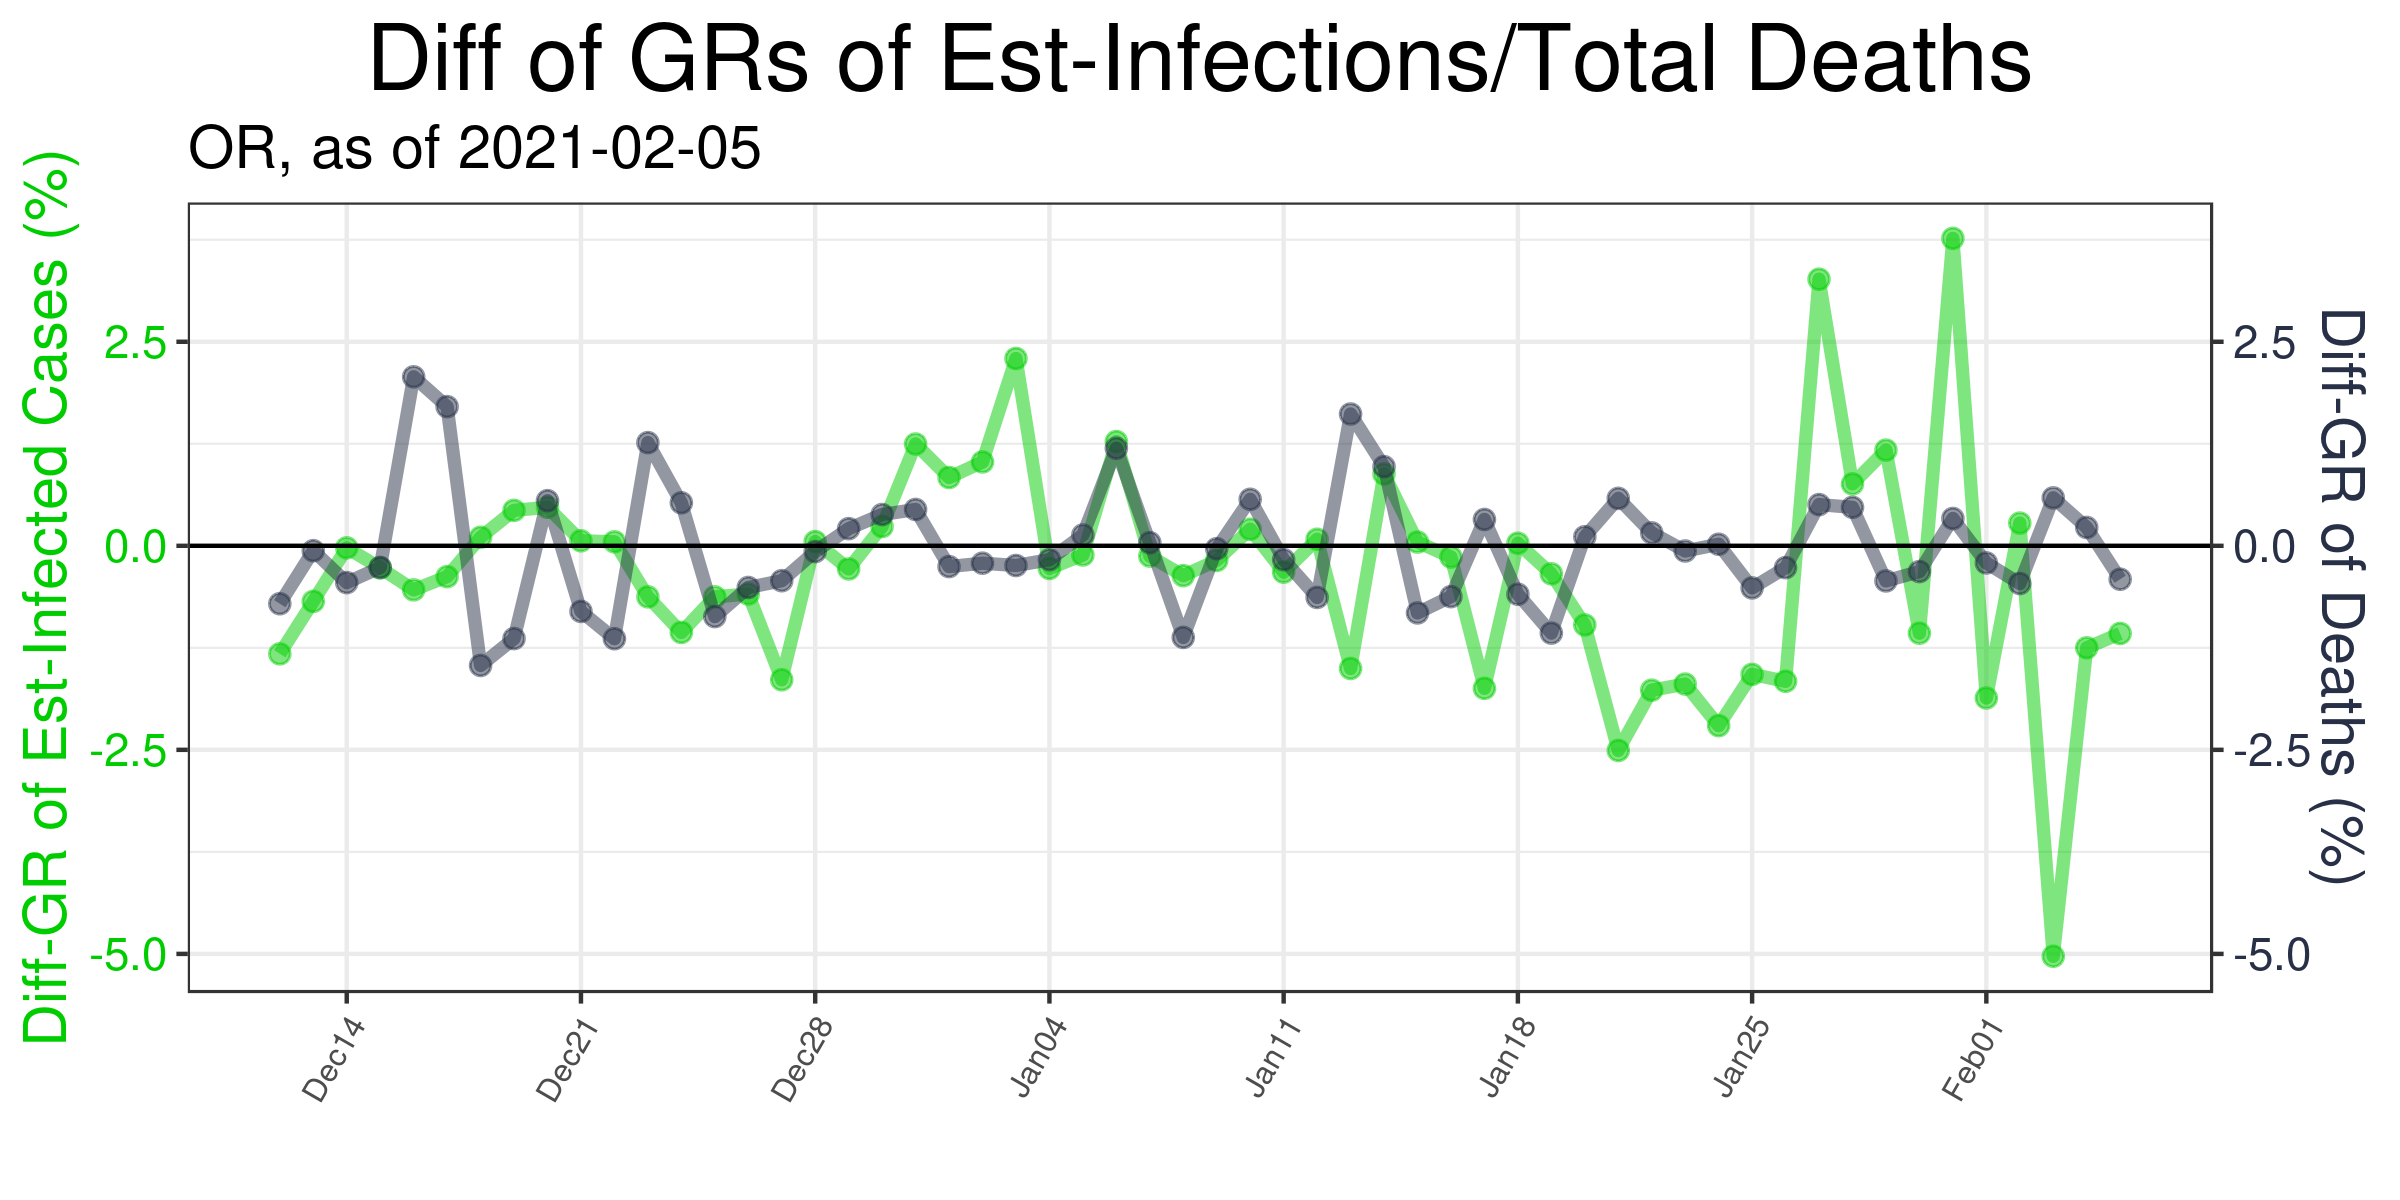 Diff of GRs of Est-Infections/Total Deaths
OR, as of 2021-02-05
Diff-GR of Est-Infected Cases (%)
2.5
0.0
-2.5
-5.0
2.5
0.0
-2.5
-5.0
Diff-GR of Deaths (%)
Dec14
Dec21
Dec28
Jan04
Jan11
Jan18
Jan25
Feb01